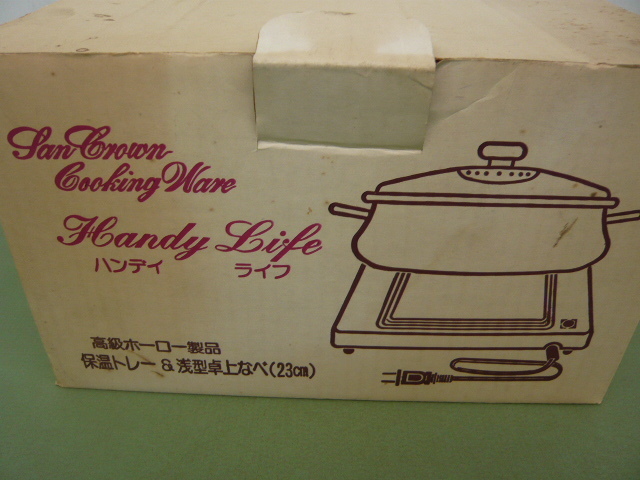 San Crown
Cooking Ware
Handy Life
ハンデイ ライフ
高級ホーロー製品
保温トレー & 浅型卓上なべ(23cm)